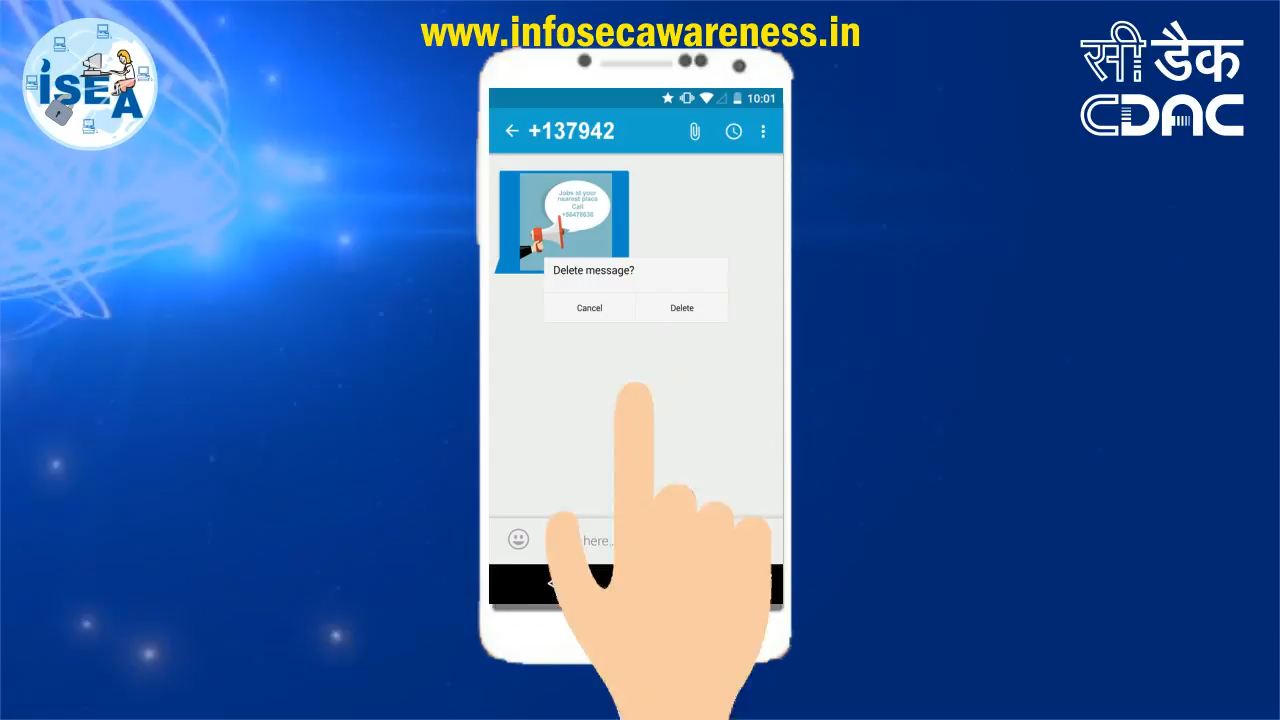 www.infosecawareness.in
iSEA
सी डैक
CDAC
10:01
+137942
Jobs at your
nearest place
Call
+56478638
Delete message?
Cancel
Delete
here..